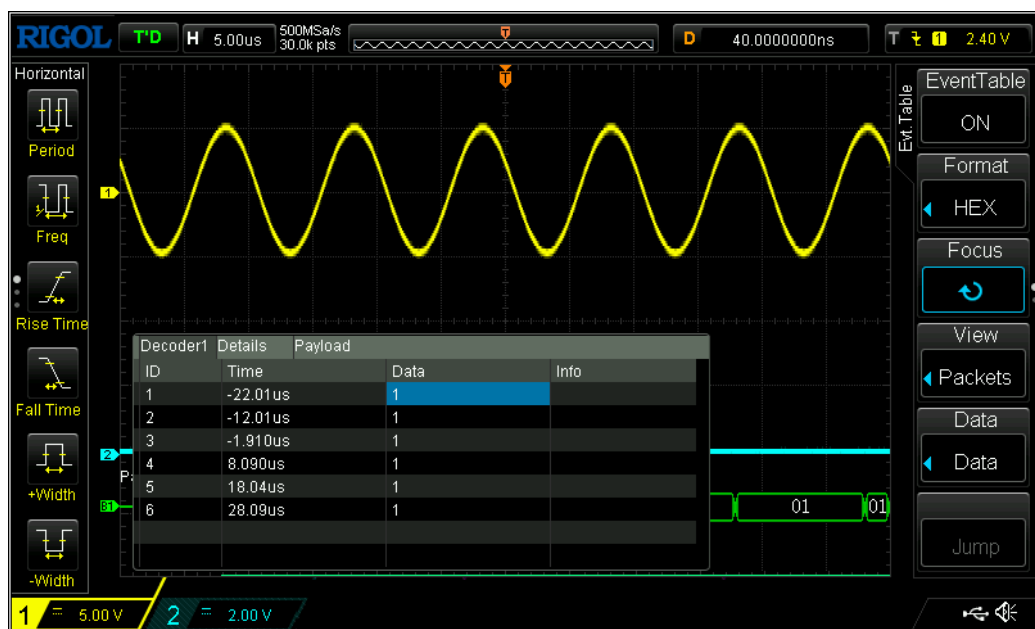 RIGOL T'D H 5.00us 500MSa/s 30.0k pts T D 40.0000000ns T 1 2.40 V
Horizontal
Period
Freq
Rise Time
Fall Time
+Width
-Width
T
1
2
B1
Decoder1 Details Payload
ID Time Data Info
1 -22.01us 1
2 -12.01us 1
3 -1.910us 1
4 8.090us 1
5 18.04us 1
6 28.09us 1
01 01
Evt.Table
EventTable
ON
Format
HEX
Focus
View
Packets
Data
Data
Jump
1 = 5.00 V 2 = 2.00 V